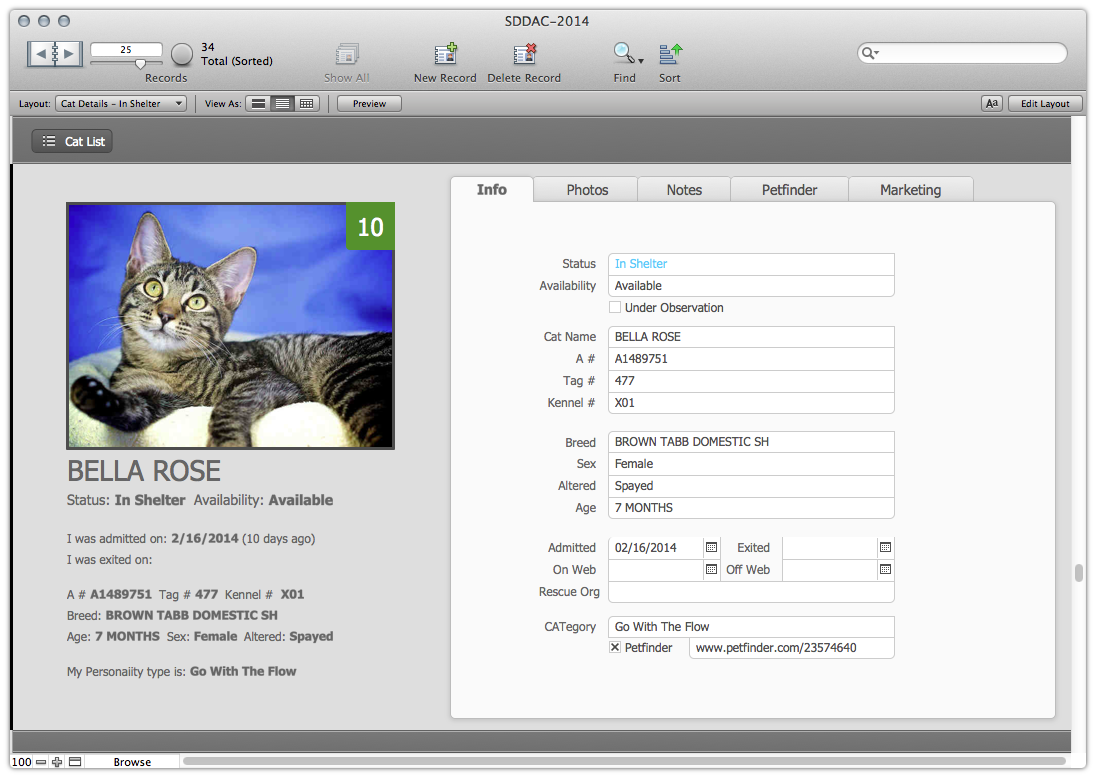 SDDAC-2014
25
34
Total (Sorted)
Records
Show All
New Record
Delete Record
Find
Sort
Layout: Cat Details - In Shelter
View As:
Preview
Aa
Edit Layout
Cat List
10
BELLA ROSE
Status: In Shelter Availability: Available
I was admitted on: 2/16/2014 (10 days ago)
I was exited on:
A # A1489751 Tag # 477 Kennel # X01
Breed: BROWN TABB DOMESTIC SH
Age: 7 MONTHS Sex: Female Altered: Spayed
My Personaiity type is: Go With The Flow
Info
Photos
Notes
Petfinder
Marketing
Status In Shelter
Availability Available
Under Observation
Cat Name BELLA ROSE
A # A1489751
Tag # 477
Kennel # X01
Breed BROWN TABB DOMESTIC SH
Sex Female
Altered Spayed
Age 7 MONTHS
Admitted 02/16/2014 Exited
On Web Off Web
Rescue Org
CATegory Go With The Flow
Petfinder www.petfinder.com/23574640
100
Browse